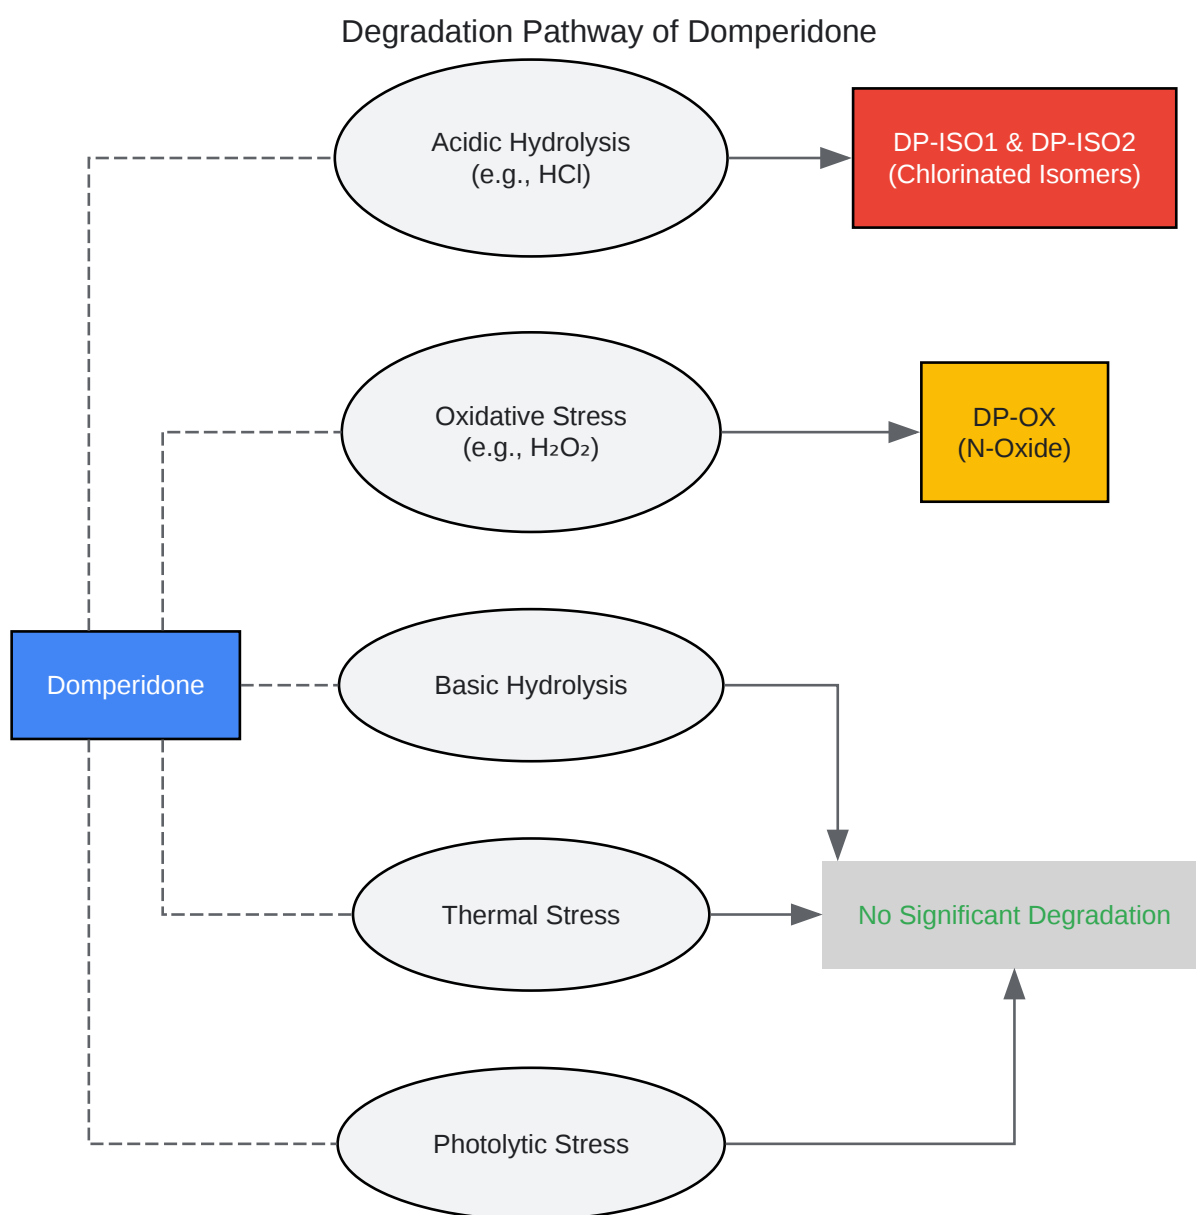 Degradation Pathway of Domperidone
Acidic Hydrolysis
(e.g., HCl)
DP-ISO1 & DP-ISO2
(Chlorinated Isomers)
Oxidative Stress
(e.g., H₂O₂)
DP-OX
(N-Oxide)
Domperidone
Basic Hydrolysis
Thermal Stress
No Significant Degradation
Photolytic Stress